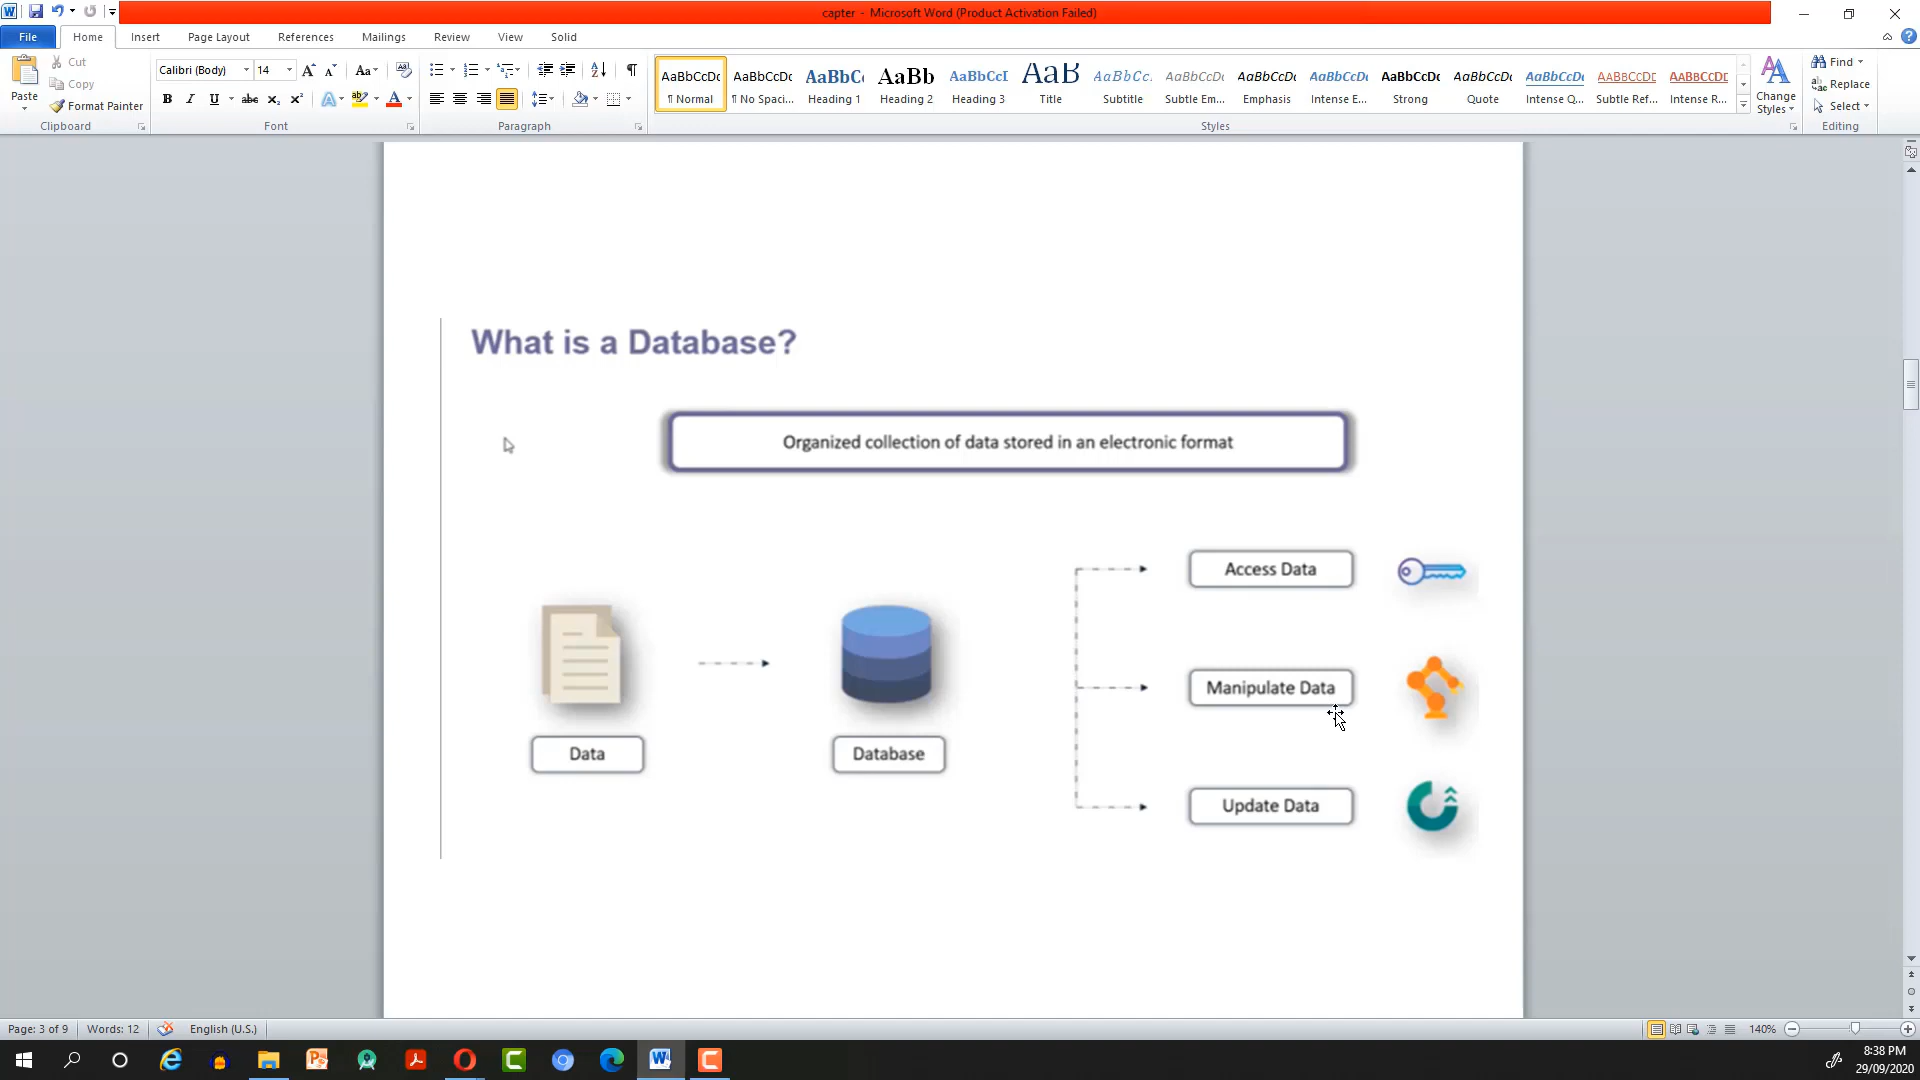 capter - Microsoft Word (Product Activation Failed)
File Home Insert Page Layout References Mailings Review View Solid
Paste
Cut
Copy
Format Painter
Clipboard
Calibri (Body) 14
Font
Paragraph
AaBbCcDc AaBbCcDc AaBbCc AaBb AaBbCcI AaB AaBbCc. AaBbCcDc AaBbCcDc AaBbCcDc AaBbCcDc AaBbCcDc AaBbCcDc AABBCCDC AABBCCDC
¶ Normal ¶ No Spaci... Heading 1 Heading 2 Heading 3 Title Subtitle Subtle Em... Emphasis Intense E... Strong Quote Intense Q... Subtle Ref... Intense R...
Styles
Change Styles
Find
Replace
Select
Editing
What is a Database?
Organized collection of data stored in an electronic format
Access Data
Manipulate Data
Update Data
Data
Database
Page: 3 of 9 Words: 12 English (U.S.) 140%
8:38 PM
29/09/2020